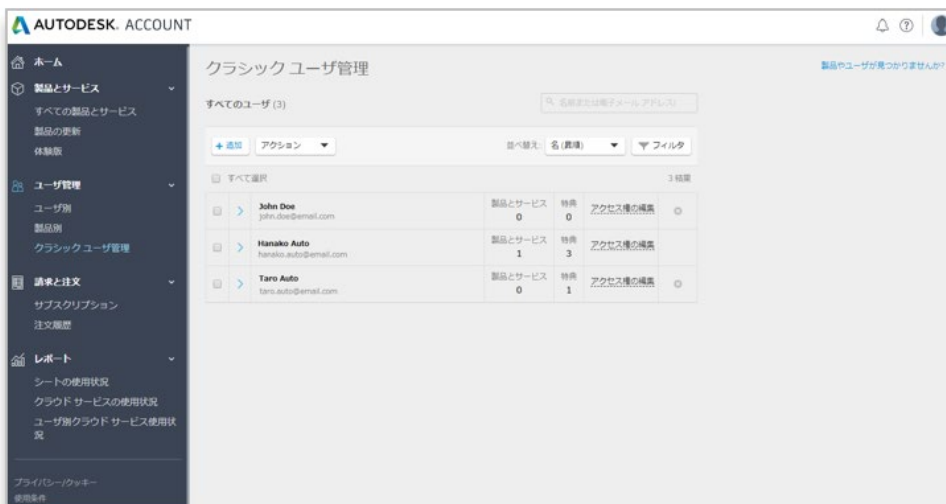 AUTODESK. ACCOUNT
ホーム
製品とサービス
すべての製品とサービス
製品の更新
体験版
ユーザ管理
ユーザ別
製品別
クラシック ユーザ管理
請求と注文
サブスクリプション
注文履歴
レポート
シートの使用状況
クラウド サービスの使用状況
ユーザ別クラウド サービス使用状
況
プライバシー/クッキー
使用条件
クラシック ユーザ管理
製品やユーザが見つかりませんか?
すべてのユーザ (3)
名前または電子メール アドレス
+ 追加 アクション 並べ替え: 名 (昇順) フィルタ
すべて選択 3 結果
John Doe 製品とサービス 特典 アクセス権の編集
john.doe@email.com 0 0
Hanako Auto 製品とサービス 特典 アクセス権の編集
hanako.auto@email.com 1 3
Taro Auto 製品とサービス 特典 アクセス権の編集
taro.auto@email.com 0 1